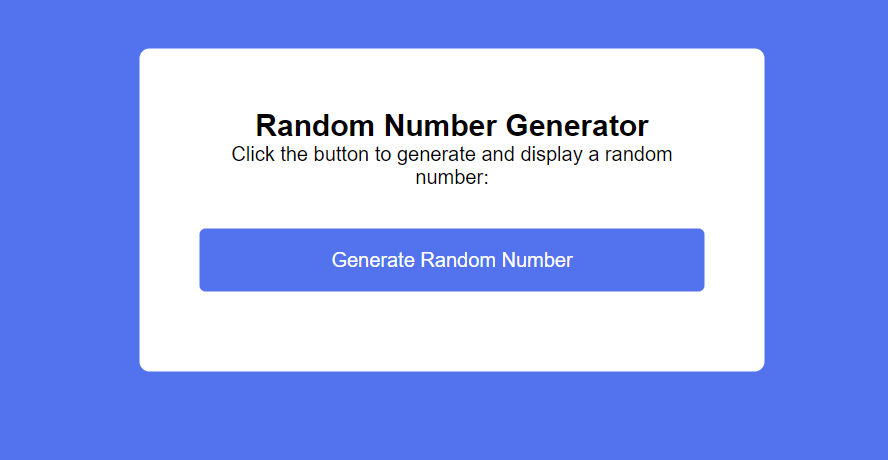 Random Number Generator
Click the button to generate and display a random
number:
Generate Random Number